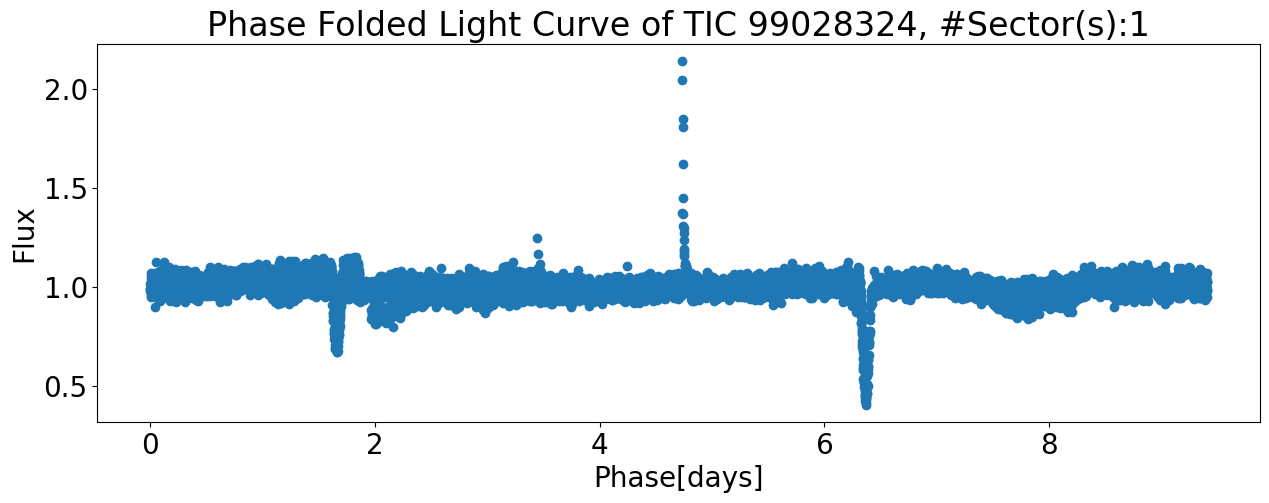 Phase Folded Light Curve of TIC 99028324, #Sector(s):1
Flux
2.0
1.5
1.0
0.5
0 2 4 6 8
Phase[days]